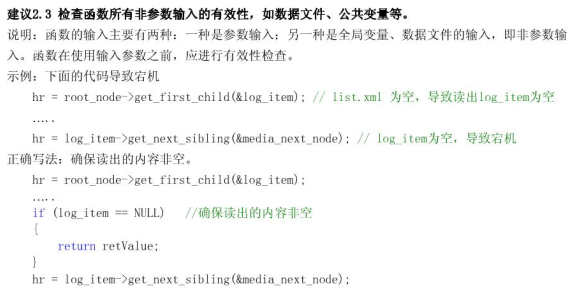 建议2.3 检查函数所有非参数输入的有效性，如数据文件、公共变量等。
说明：函数的输入主要有两种：一种是参数输入；另一种是全局变量、数据文件的输入，即非参数输
入。函数在使用输入参数之前，应进行有效性检查。
示例：下面的代码导致宕机
hr = root_node->get_first_child(&log_item); // list.xml 为空，导致读出log_item为空
…..
hr = log_item->get_next_sibling(&media_next_node); // log_item为空，导致宕机
正确写法：确保读出的内容非空。
hr = root_node->get_first_child(&log_item);
…..
if (log_item == NULL) //确保读出的内容非空
{
return retValue;
}
hr = log_item->get_next_sibling(&media_next_node);